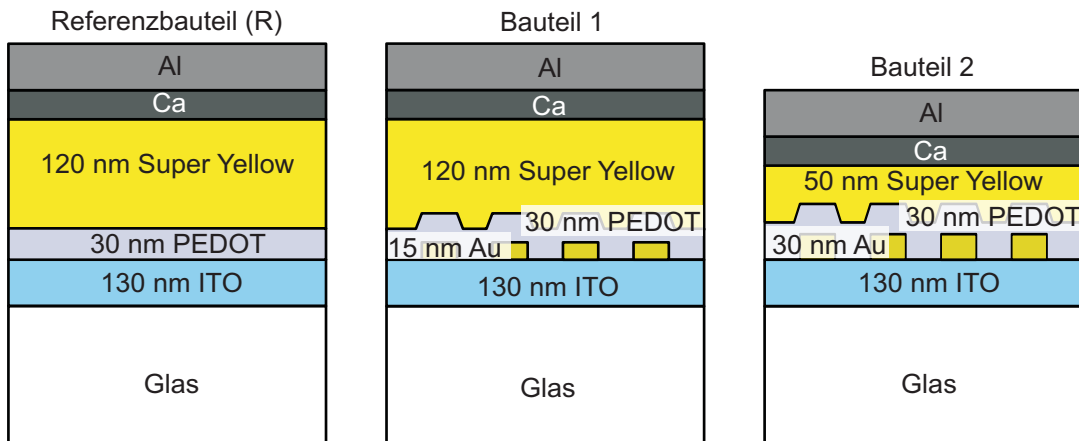 Referenzbauteil (R)
Al
Ca
120 nm Super Yellow
30 nm PEDOT
130 nm ITO
Glas
Bauteil 1
Al
Ca
120 nm Super Yellow
30 nm PEDOT
15 nm Au
130 nm ITO
Glas
Bauteil 2
Al
Ca
50 nm Super Yellow
30 nm PEDOT
30 nm Au
130 nm ITO
Glas